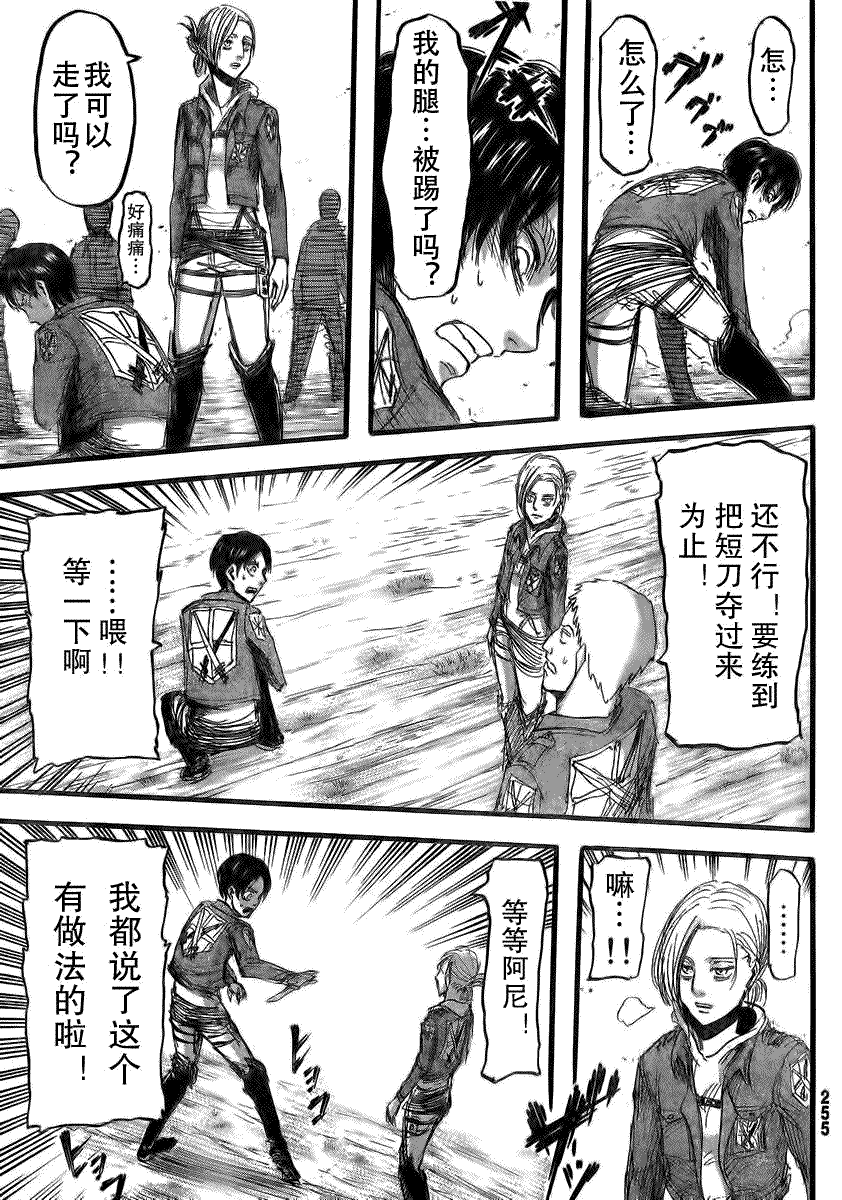 怎…
怎么了…
我的腿…
被踢了吗？
我可以
走了吗？
好痛痛…
还不行！要练到
把短刀夺过来
为止！
……喂！！
等一下啊
……
嘛…！！
等等阿尼！
我都说了这个
有做法的啦！
255